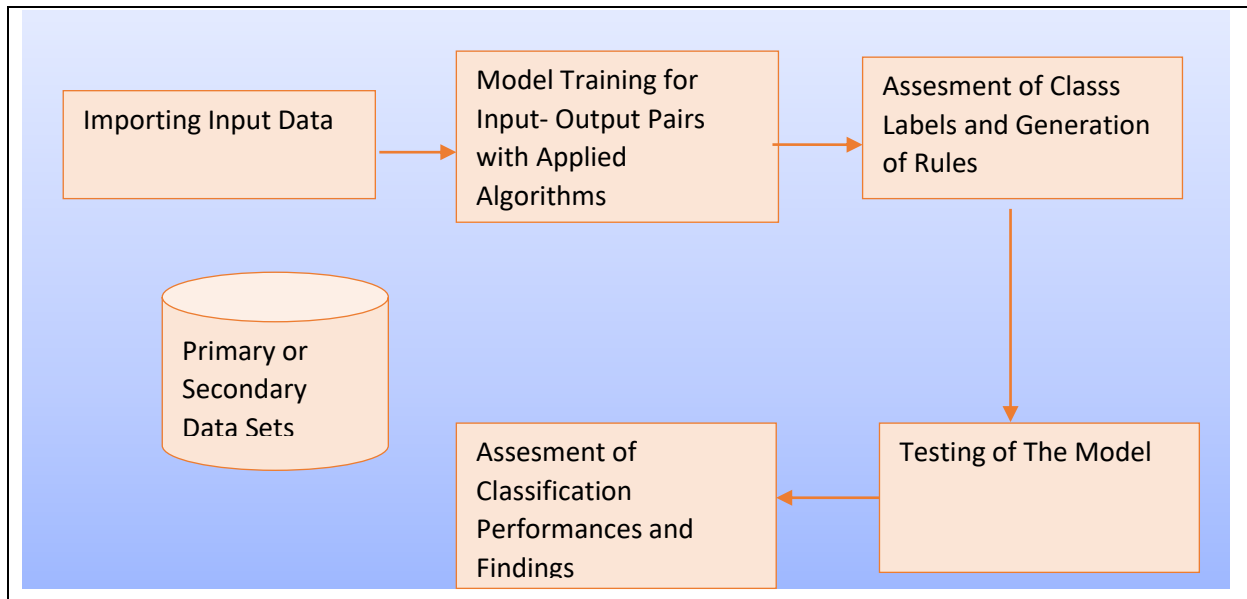 Importing Input Data
Model Training for
Input- Output Pairs
with Applied
Algorithms
Assesment of Classs
Labels and Generation
of Rules
Primary or
Secondary
Data Sets
Testing of The Model
Assesment of
Classification
Performances and
Findings